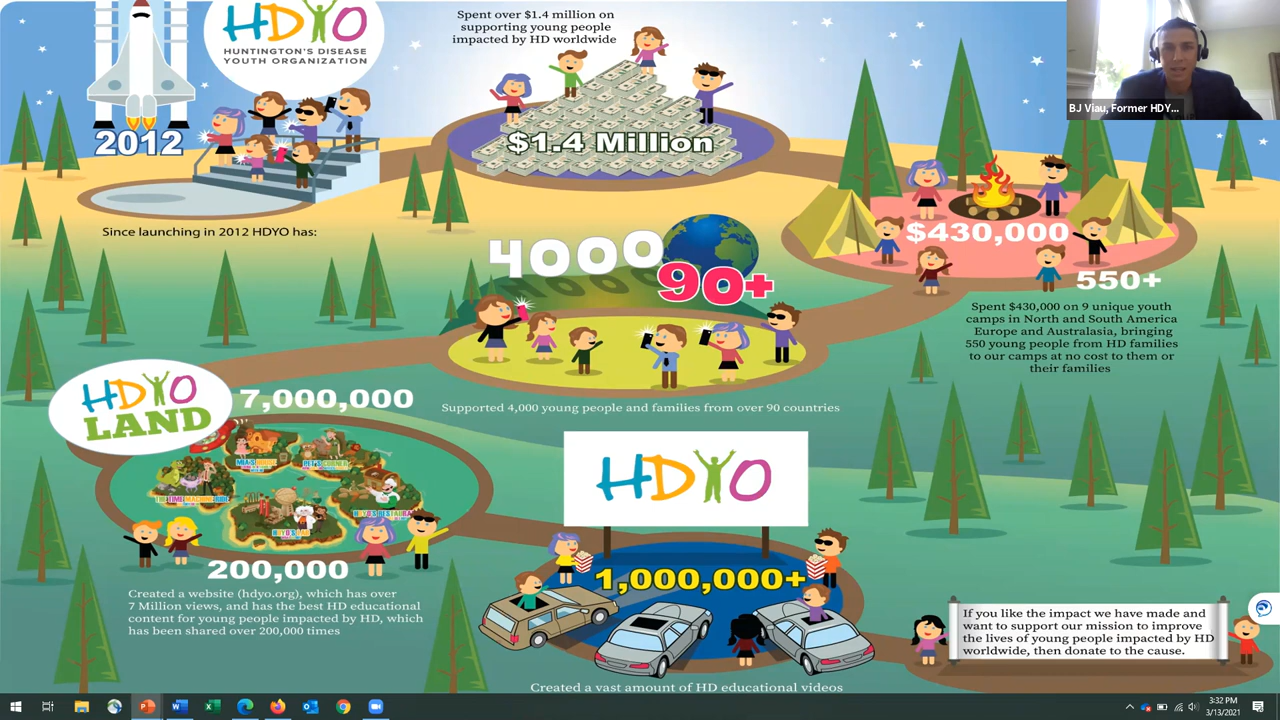 HDYO
HUNTINGTON'S DISEASE
YOUTH ORGANIZATION
2012
Since launching in 2012 HDYO has:
Spent over $1.4 million on
supporting young people
impacted by HD worldwide
$1.4 Million
BJ Viau, Former HDY...
$430,000
550+
Spent $430,000 on 9 unique youth
camps in North and South America
Europe and Australasia, bringing
550 young people from HD families
to our camps at no cost to them or
their families
4000
90+
Supported 4,000 young people and families from over 90 countries
HDYO
LAND
7,000,000
THE TIME MACHINE RIDE
200,000
Created a website (hdyo.org), which has over
7 Million views, and has the best HD educational
content for young people impacted by HD, which
has been shared over 200,000 times
HDYO
1,000,000+
Created a vast amount of HD educational videos
If you like the impact we have made and
want to support our mission to improve
the lives of young people impacted by HD
worldwide, then donate to the cause.
3:32 PM
3/13/2021